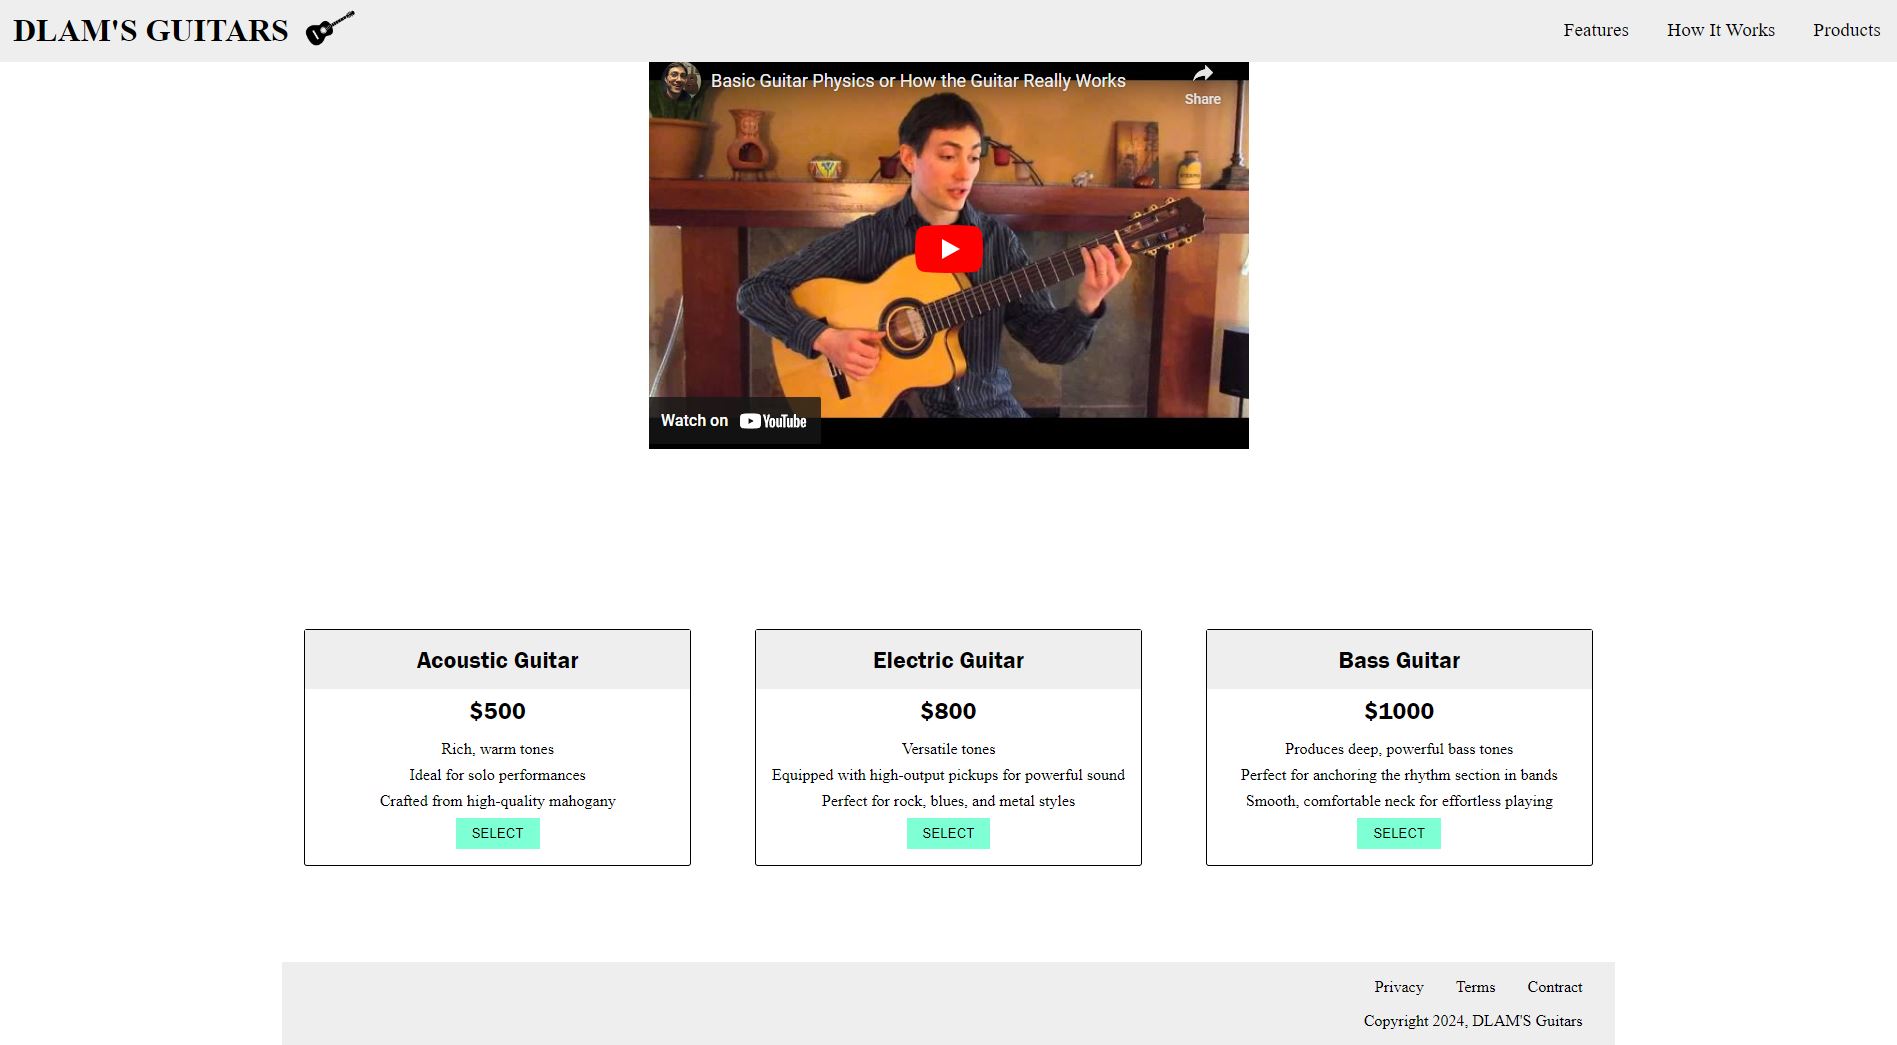 DLAM'S GUITARS
Features How It Works Products
Basic Guitar Physics or How the Guitar Really Works
Share
Watch on YouTube
Acoustic Guitar
$500
Rich, warm tones
Ideal for solo performances
Crafted from high-quality mahogany
SELECT
Electric Guitar
$800
Versatile tones
Equipped with high-output pickups for powerful sound
Perfect for rock, blues, and metal styles
SELECT
Bass Guitar
$1000
Produces deep, powerful bass tones
Perfect for anchoring the rhythm section in bands
Smooth, comfortable neck for effortless playing
SELECT
Privacy Terms Contract
Copyright 2024, DLAM'S Guitars